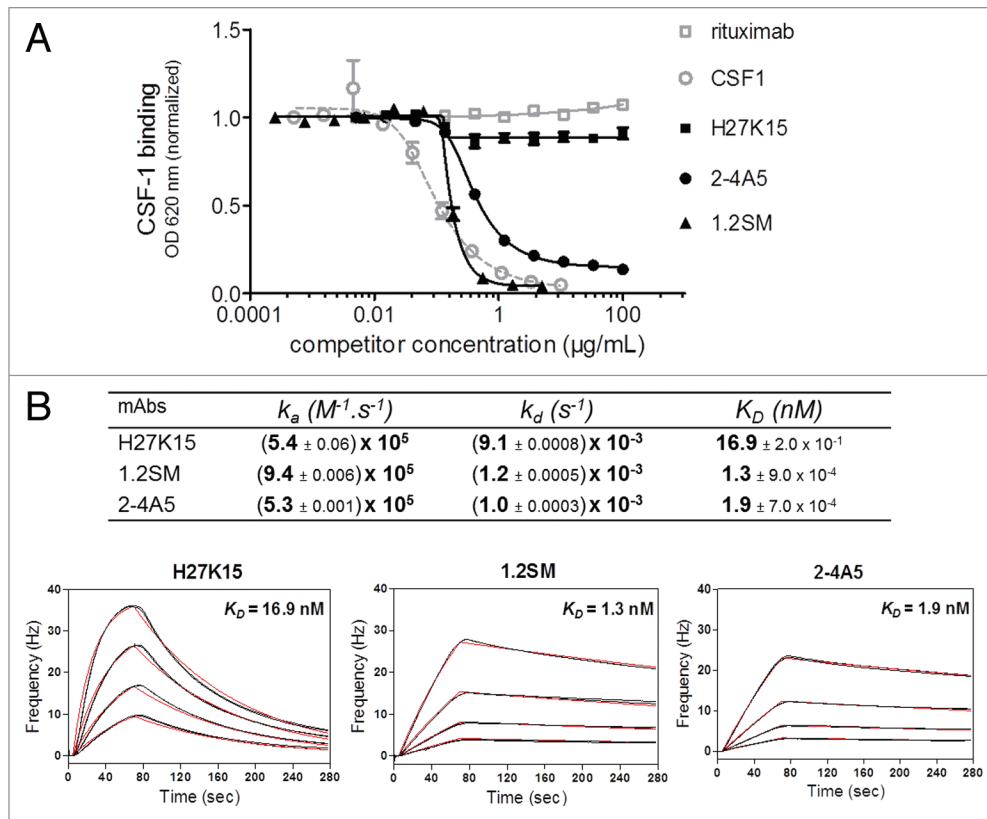 A
CSF-1 binding
OD 620 nm (normalized)
1.5
1.0
0.5
0.0
0.0001
0.01
1
100
competitor concentration (µg/mL)
rituximab
CSF1
H27K15
2-4A5
1.2SM
B
mAbs k_a (M⁻¹.s⁻¹) k_d (s⁻¹) K_D (nM)
H27K15 (5.4 ± 0.06) x 10⁵ (9.1 ± 0.0008) x 10⁻³ 16.9 ± 2.0 x 10⁻¹
1.2SM (9.4 ± 0.006) x 10⁵ (1.2 ± 0.0005) x 10⁻³ 1.3 ± 9.0 x 10⁻⁴
2-4A5 (5.3 ± 0.001) x 10⁵ (1.0 ± 0.0003) x 10⁻³ 1.9 ± 7.0 x 10⁻⁴
H27K15
K_D = 16.9 nM
Frequency (Hz)
40
30
20
10
0
0 40 80 120 160 200 240 280
Time (sec)
1.2SM
K_D = 1.3 nM
Frequency (Hz)
40
30
20
10
0
0 40 80 120 160 200 240 280
Time (sec)
2-4A5
K_D = 1.9 nM
Frequency (Hz)
40
30
20
10
0
0 40 80 120 160 200 240 280
Time (sec)